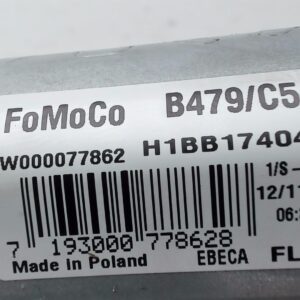 FoMoCo B479/C5
W000077862 H1BB17404
1/S-
12/11
06:
7 193000 778628
Made in Poland EBECA FL